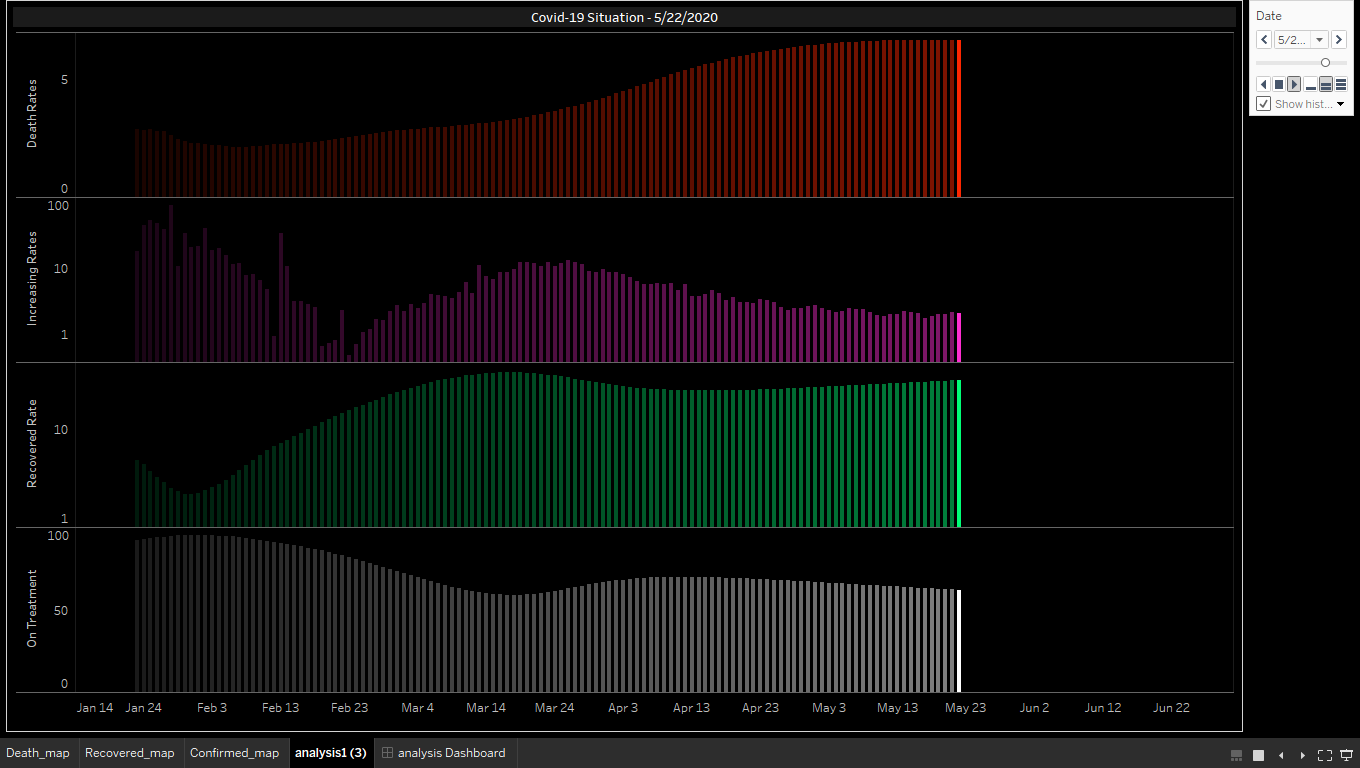 Covid-19 Situation - 5/22/2020
Date
5/2...
Show hist...
Death Rates
5
0
Increasing Rates
100
10
1
Recovered Rate
10
1
On Treatment
100
50
0
Jan 14 Jan 24 Feb 3 Feb 13 Feb 23 Mar 4 Mar 14 Mar 24 Apr 3 Apr 13 Apr 23 May 3 May 13 May 23 Jun 2 Jun 12 Jun 22
Death_map Recovered_map Confirmed_map analysis1 (3) analysis Dashboard